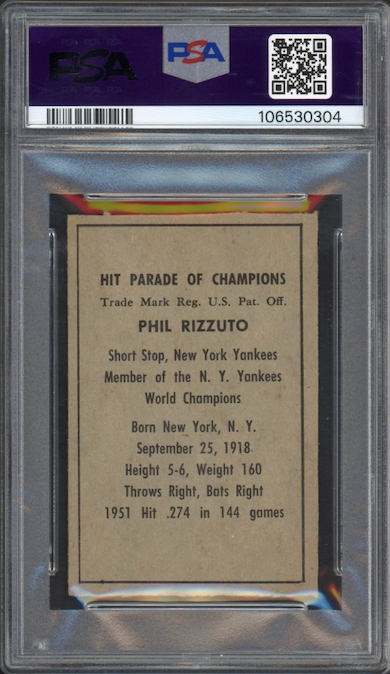 PSA
PSA
106530304
HIT PARADE OF CHAMPIONS
Trade Mark Reg. U.S. Pat. Off.
PHIL RIZZUTO
Short Stop, New York Yankees
Member of the N. Y. Yankees
World Champions
Born New York, N. Y.
September 25, 1918
Height 5-6, Weight 160
Throws Right, Bats Right
1951 Hit .274 in 144 games